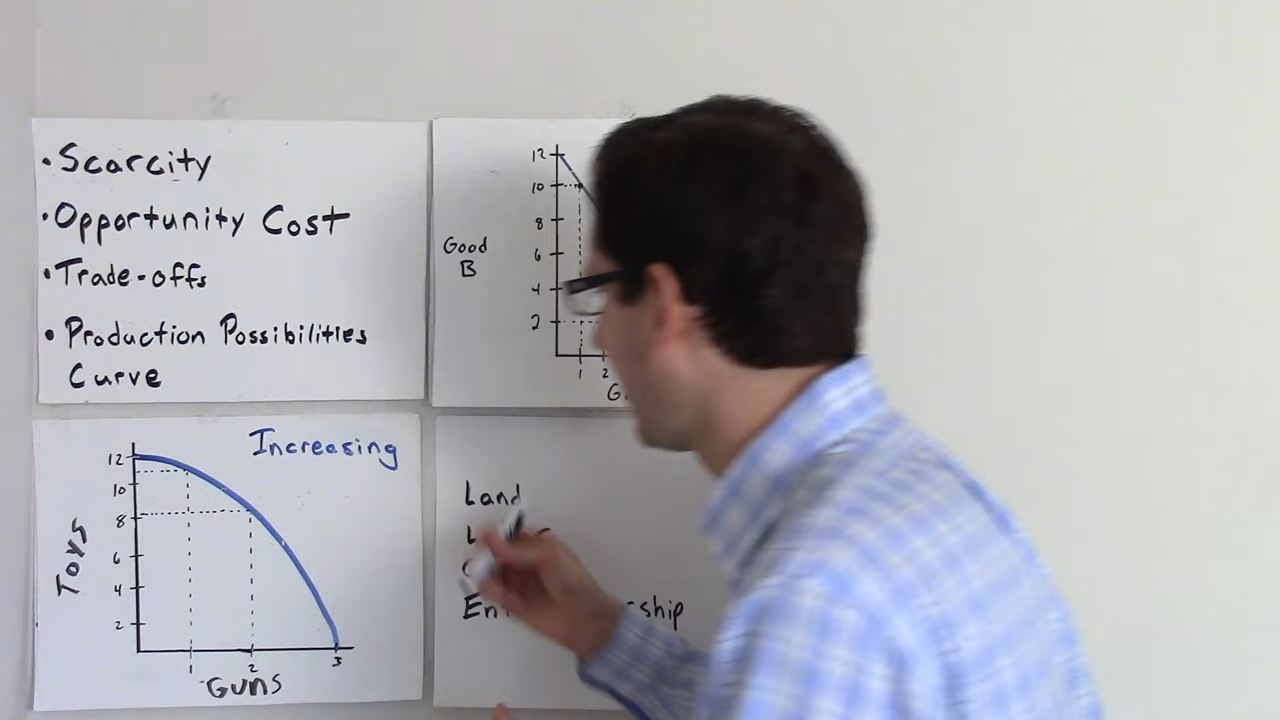 ·Scarcity
·Opportunity Cost
·Trade-offs
·Production Possibilities
Curve
12
10
8
6
4
2
Good
B
1
2
Increasing
12
10
8
6
4
2
Toys
1
2
3
Guns
Land